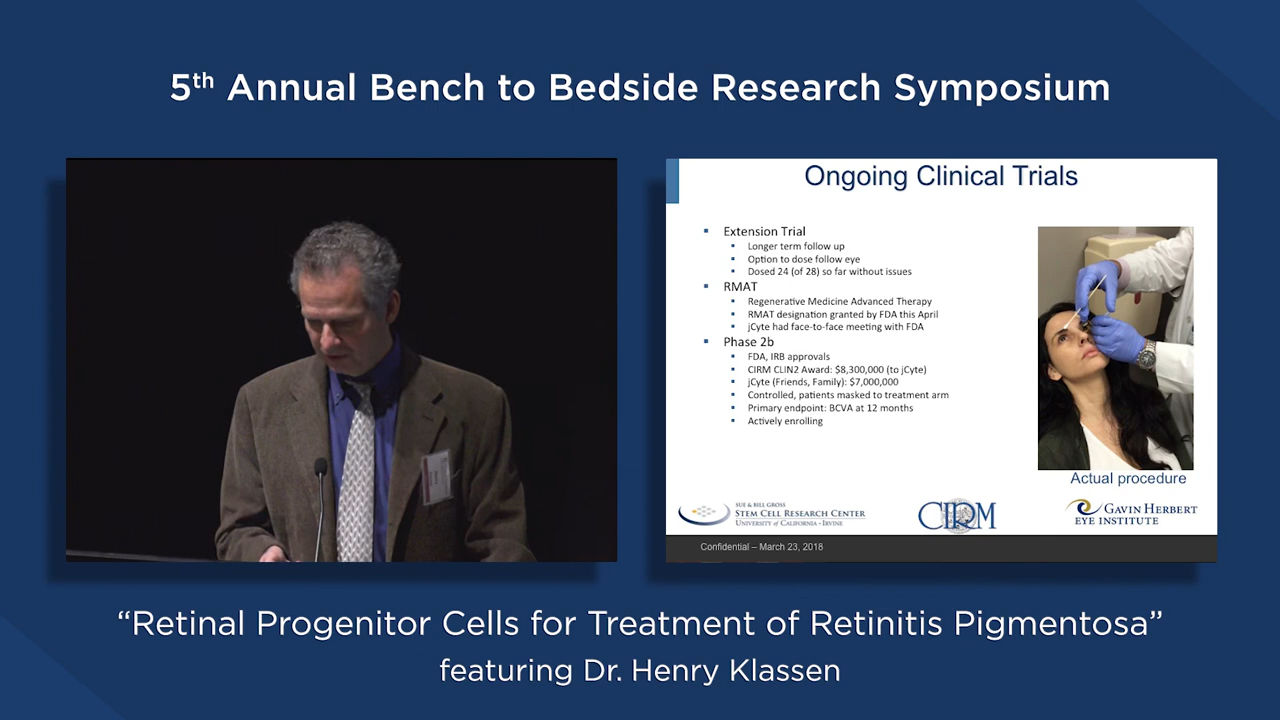 5th Annual Bench to Bedside Research Symposium
Ongoing Clinical Trials
▪ Extension Trial
▪ Longer term follow up
▪ Option to dose follow eye
▪ Dosed 24 (of 28) so far without issues
▪ RMAT
▪ Regenerative Medicine Advanced Therapy
▪ RMAT designation granted by FDA this April
▪ jCyte had face-to-face meeting with FDA
▪ Phase 2b
▪ FDA, IRB approvals
▪ CIRM CLIN2 Award: $8,300,000 (to jCyte)
▪ jCyte (Friends, Family): $7,000,000
▪ Controlled, patients masked to treatment arm
▪ Primary endpoint: BCVA at 12 months
▪ Actively enrolling
Actual procedure
SUE & BILL GROSS
STEM CELL RESEARCH CENTER
UNIVERSITY OF CALIFORNIA • IRVINE
CIRM
GAVIN HERBERT
EYE INSTITUTE
Confidential – March 23, 2018
“Retinal Progenitor Cells for Treatment of Retinitis Pigmentosa”
featuring Dr. Henry Klassen